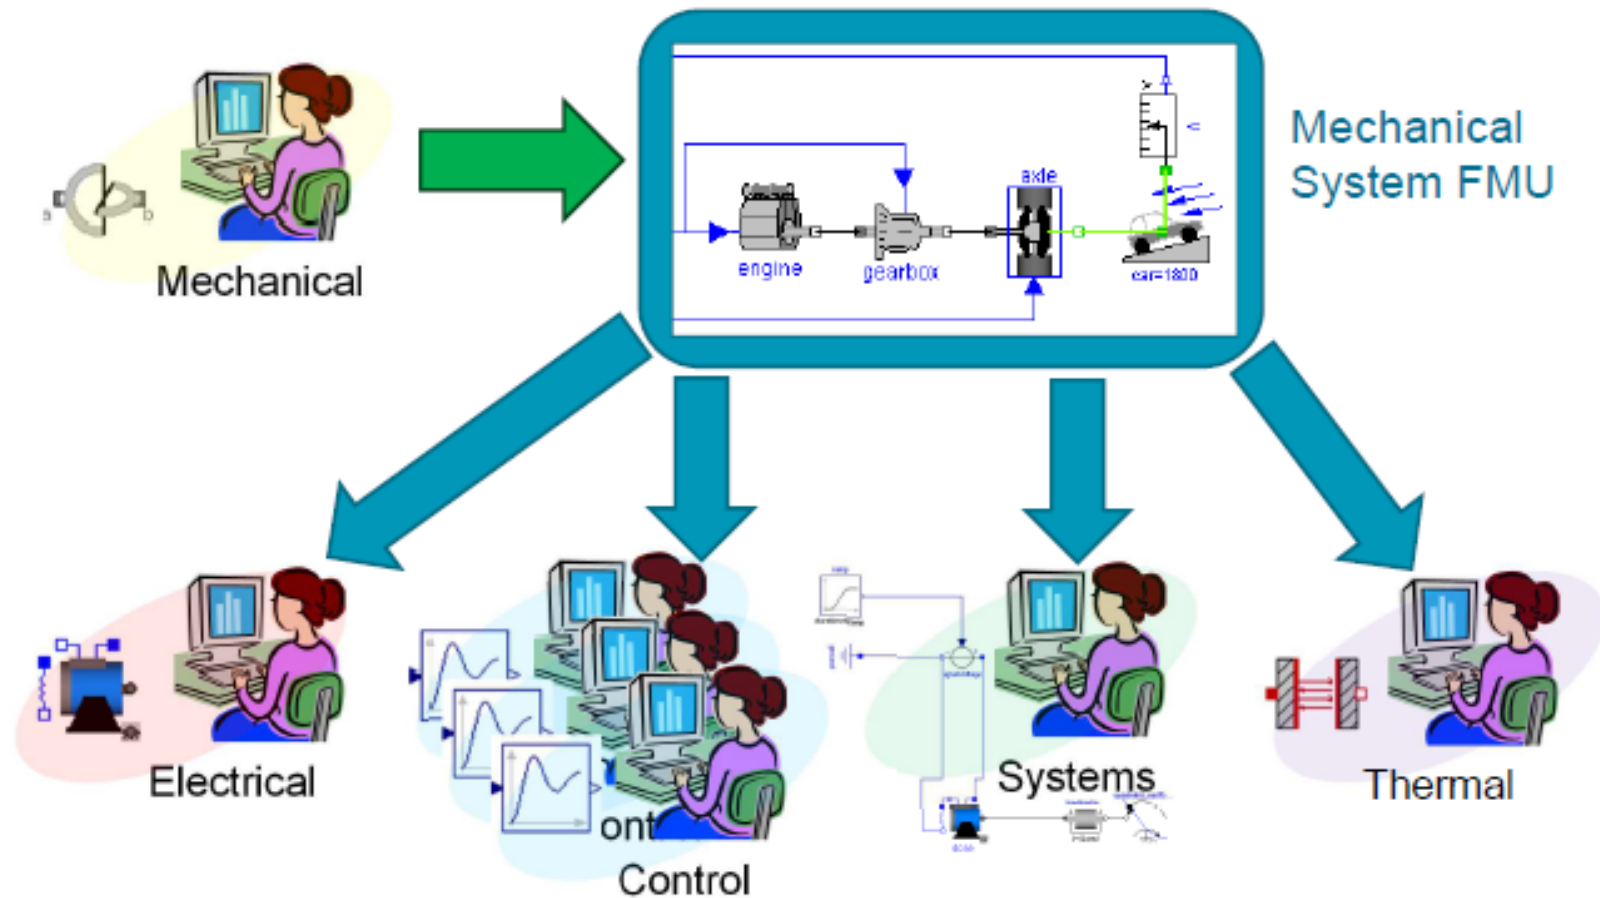 Mechanical
System FMU
axle
engine
gearbox
car=1800
a
b
Mechanical
Electrical
ont
Control
Systems
Thermal